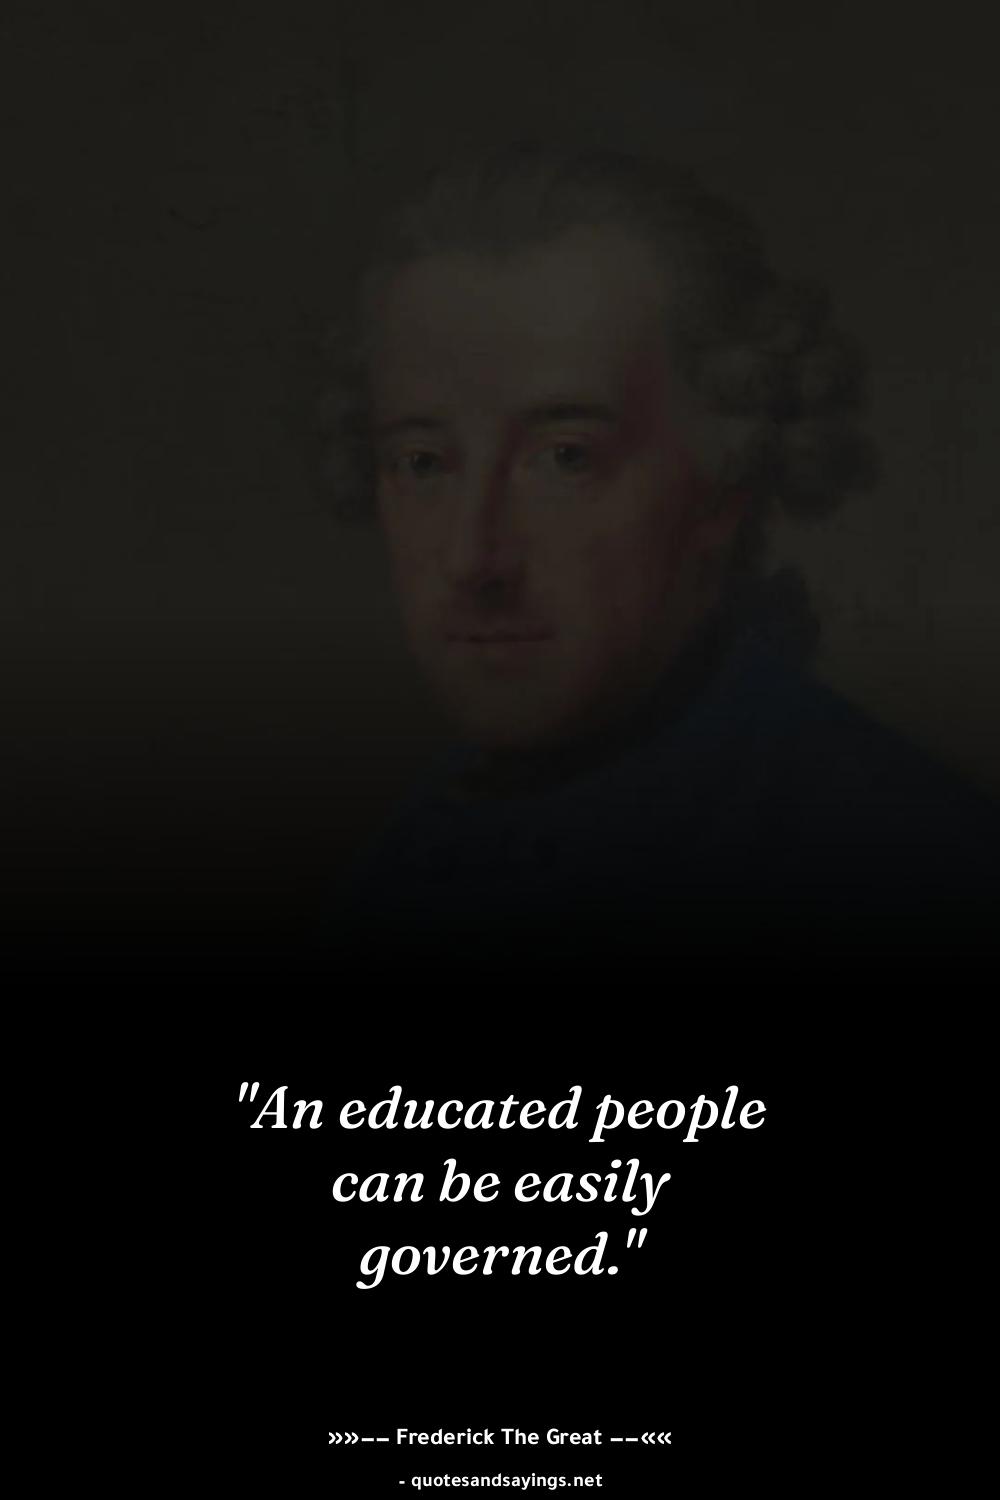 "An educated people
can be easily
governed."
»»−− Frederick The Great −−««
- quotesandsayings.net